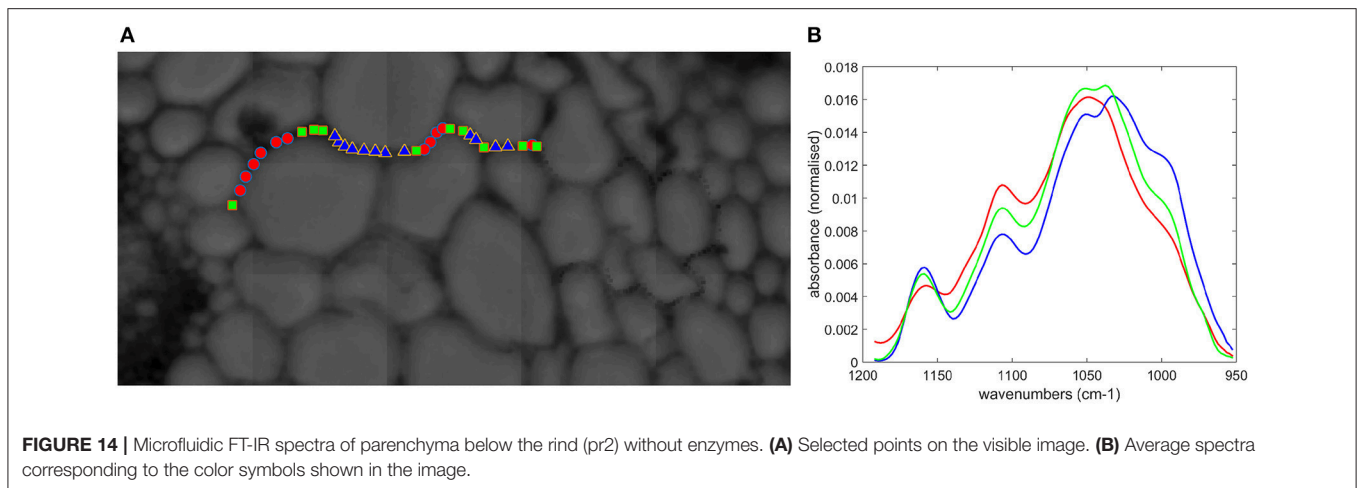 A
B
0.018
0.016
0.014
0.012
0.010
0.008
0.006
0.004
0.002
0
absorbance (normalised)
1200 1150 1100 1050 1000 950
wavenumbers (cm-1)
FIGURE 14 | Microfluidic FT-IR spectra of parenchyma below the rind (pr2) without enzymes. (A) Selected points on the visible image. (B) Average spectra
corresponding to the color symbols shown in the image.